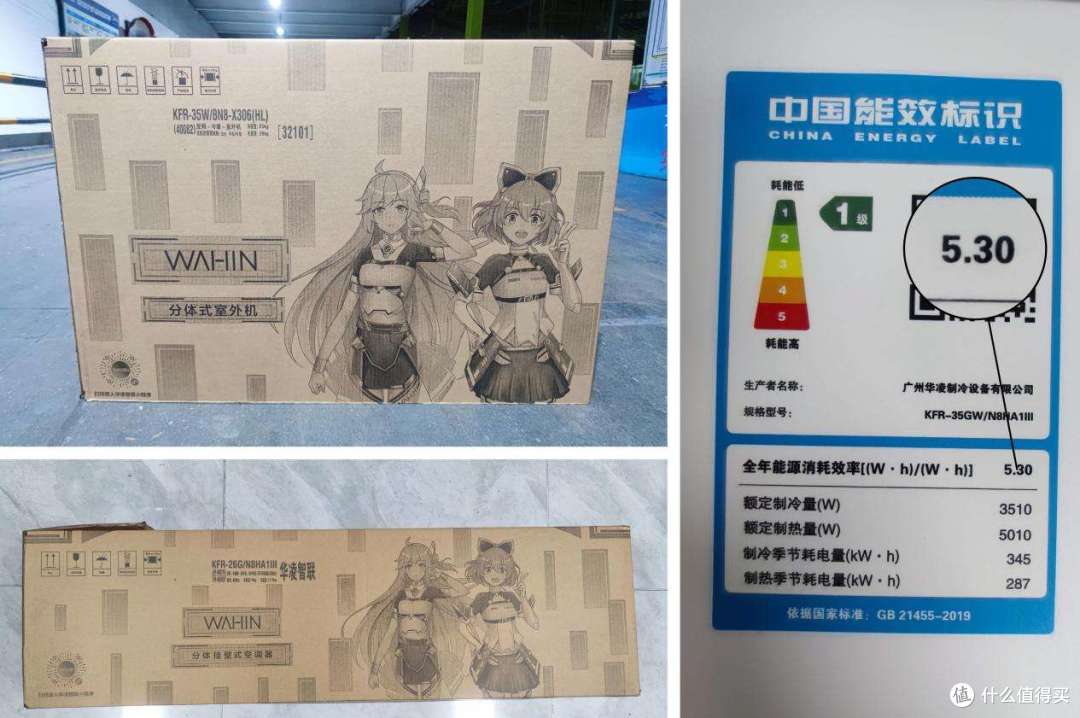 KFR-35W/BN8-X306(HL)
(40082)
[32101]
WAHIN
分体式室外机
KFR-26G/N8HA1III
华凌智联
WAHIN
分体挂壁式空调器
中国能效标识
CHINA ENERGY LABEL
耗能低
1
2
3
4
5
耗能高
1级
5.30
生产者名称：
广州华凌制冷设备有限公司
规格型号：
KFR-35GW/N8HA1III
全年能源消耗效率[(W·h)/(W·h)] 5.30
额定制冷量(W) 3510
额定制热量(W) 5010
制冷季节耗电量(kW·h) 345
制热季节耗电量(kW·h) 287
依据国家标准：GB 21455-2019
值 什么值得买